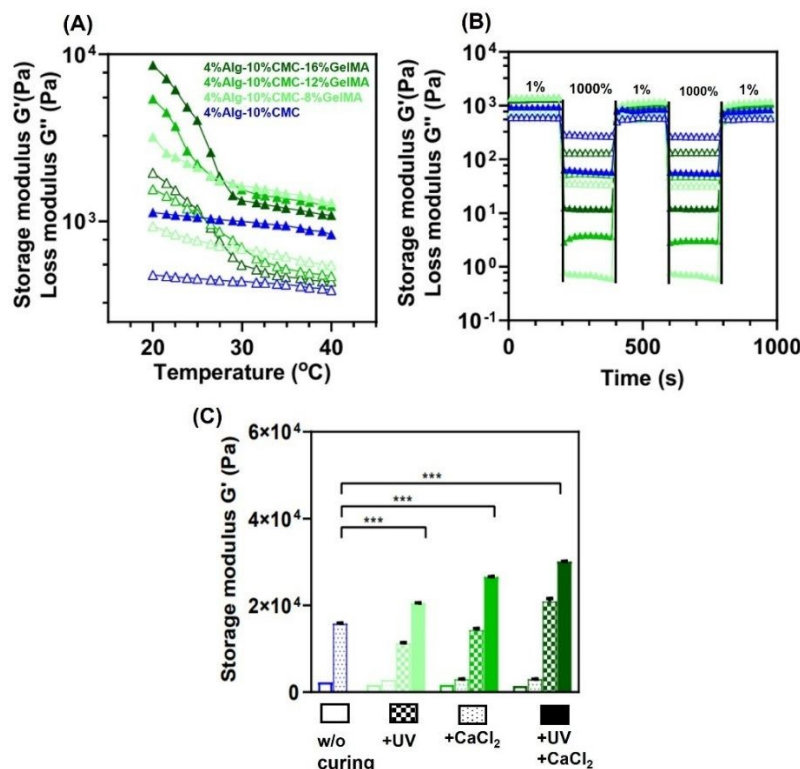 (A)
Storage modulus G'(Pa)
Loss modulus G'' (Pa)
10⁴
10³
4%Alg-10%CMC-16%GelMA
4%Alg-10%CMC-12%GelMA
4%Alg-10%CMC-8%GelMA
4%Alg-10%CMC
20 30 40
Temperature (ºC)
(B)
Storage modulus G'(Pa)
Loss modulus G'' (Pa)
10⁴
10³
10²
10¹
10⁰
10⁻¹
1% 1000% 1% 1000% 1%
0 500 1000
Time (s)
(C)
Storage modulus G' (Pa)
6×10⁴
4×10⁴
2×10⁴
0
***
***
***
w/o
curing
+UV
+CaCl₂
+UV
+CaCl₂